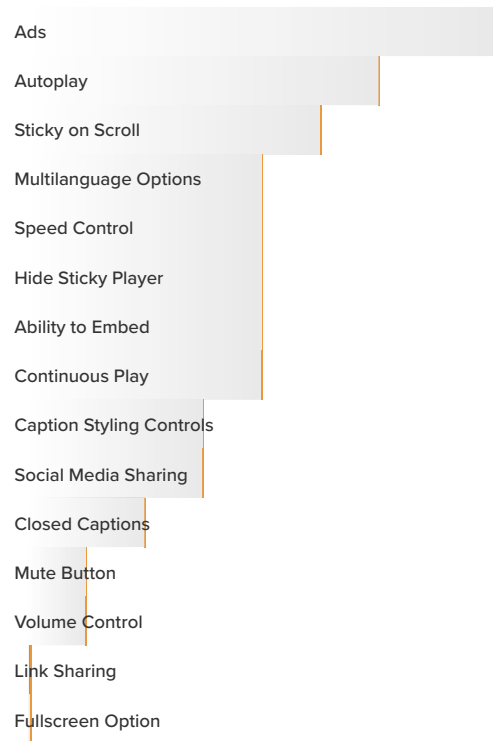 Ads
Autoplay
Sticky on Scroll
Multilanguage Options
Speed Control
Hide Sticky Player
Ability to Embed
Continuous Play
Caption Styling Controls
Social Media Sharing
Closed Captions
Mute Button
Volume Control
Link Sharing
Fullscreen Option